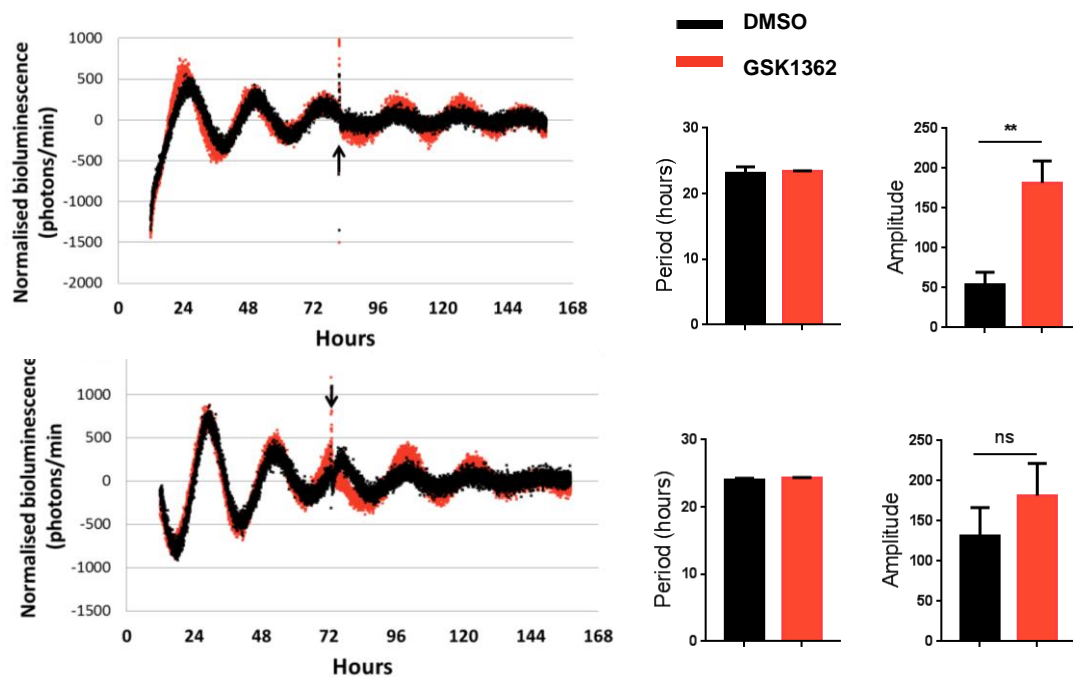 DMSO
GSK1362
Normalised bioluminescence
(photons/min)
1000
500
0
-500
-1000
-1500
-2000
0 24 48 72 96 120 144 168
Hours
Period (hours)
30
20
10
0
Amplitude
250
200
150
100
50
0
**
Normalised bioluminescence
(photons/min
1000
500
0
-500
-1000
-1500
0 24 48 72 96 120 144 168
Hours
Period (hours)
30
20
10
0
Amplitude
250
200
150
100
50
0
ns